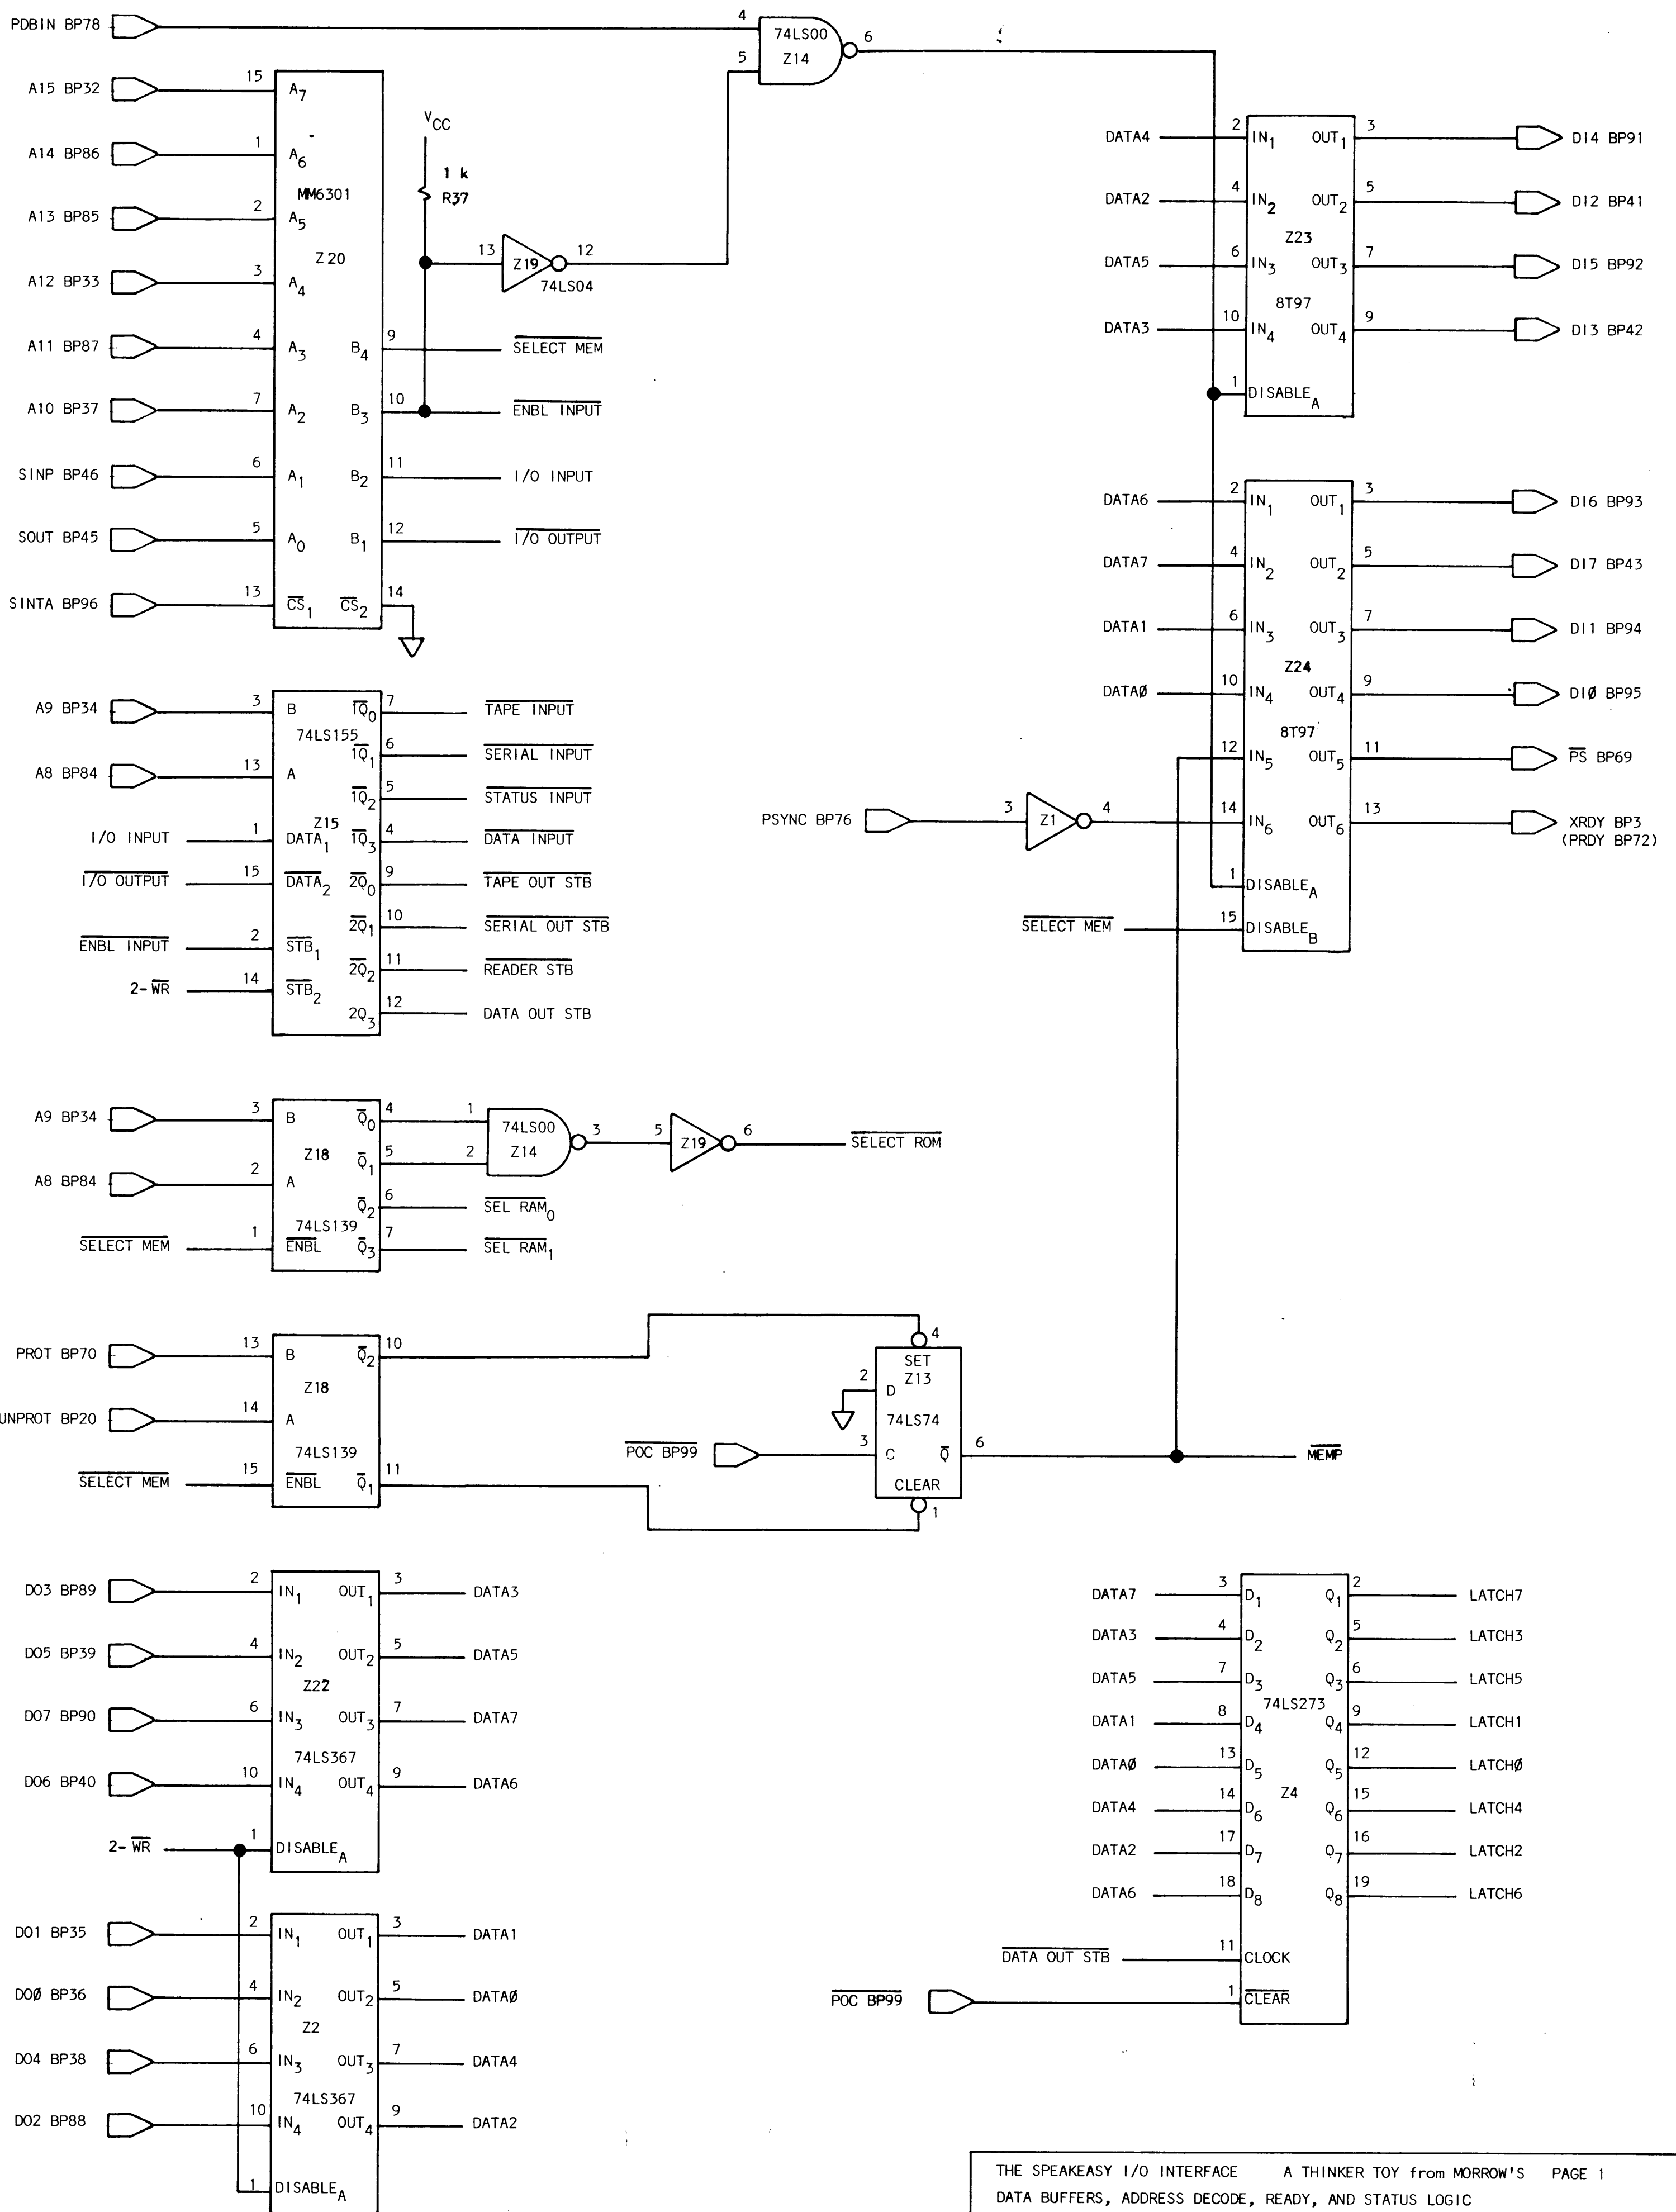 PDBIN BP78
4
5
74LS00
Z14
6
A15 BP32
15
A7
A14 BP86
1
A6
MM6301
A13 BP85
2
A5
Z20
A12 BP33
3
A4
A11 BP87
4
A3
B4
9
SELECT MEM
A10 BP37
7
A2
B3
10
ENBL INPUT
SINP BP46
6
A1
B2
11
I/O INPUT
SOUT BP45
5
A0
B1
12
I/O OUTPUT
SINTA BP96
13
CS1
CS2
14
VCC
1 k
R37
13
Z19
12
74LS04
DATA4
2
IN1
OUT1
3
DI4 BP91
DATA2
4
IN2
OUT2
5
DI2 BP41
Z23
DATA5
6
IN3
OUT3
7
DI5 BP92
8T97
DATA3
10
IN4
OUT4
9
DI3 BP42
1
DISABLEA
DATA6
2
IN1
OUT1
3
DI6 BP93
DATA7
4
IN2
OUT2
5
DI7 BP43
DATA1
6
IN3
OUT3
7
DI1 BP94
Z24
DATAØ
10
IN4
OUT4
9
DIØ BP95
8T97
12
IN5
OUT5
11
PS BP69
PSYNC BP76
3
Z1
4
14
IN6
OUT6
13
XRDY BP3
(PRDY BP72)
1
DISABLEA
SELECT MEM
15
DISABLEB
A9 BP34
3
B
1Q0
7
TAPE INPUT
74LS155
1Q1
6
SERIAL INPUT
A8 BP84
13
A
1Q2
5
STATUS INPUT
Z15
I/O INPUT
1
DATA1
1Q3
4
DATA INPUT
I/O OUTPUT
15
DATA2
2Q0
9
TAPE OUT STB
2Q1
10
SERIAL OUT STB
ENBL INPUT
2
STB1
2Q2
11
READER STB
2-WR
14
STB2
2Q3
12
DATA OUT STB
A9 BP34
3
B
Q0
4
1
74LS00
Z14
3
5
Z19
6
SELECT ROM
Z18
Q1
5
2
A8 BP84
2
A
Q2
6
SEL RAM0
74LS139
SELECT MEM
1
ENBL
Q3
7
SEL RAM1
PROT BP70
13
B
Q2
10
Z18
UNPROT BP20
14
A
74LS139
SELECT MEM
15
ENBL
Q1
11
4
SET
Z13
2
D
74LS74
POC BP99
3
C
Q
6
MEMP
CLEAR
1
DO3 BP89
2
IN1
OUT1
3
DATA3
DO5 BP39
4
IN2
OUT2
5
DATA5
Z22
DO7 BP90
6
IN3
OUT3
7
DATA7
74LS367
DO6 BP40
10
IN4
OUT4
9
DATA6
2-WR
1
DISABLEA
DO1 BP35
2
IN1
OUT1
3
DATA1
DOØ BP36
4
IN2
OUT2
5
DATAØ
Z2
DO4 BP38
6
IN3
OUT3
7
DATA4
74LS367
DO2 BP88
10
IN4
OUT4
9
DATA2
1
DISABLEA
DATA7
3
D1
Q1
2
LATCH7
DATA3
4
D2
Q2
5
LATCH3
DATA5
7
D3
Q3
6
LATCH5
74LS273
DATA1
8
D4
Q4
9
LATCH1
DATAØ
13
D5
Q5
12
LATCHØ
Z4
DATA4
14
D6
Q6
15
LATCH4
DATA2
17
D7
Q7
16
LATCH2
DATA6
18
D8
Q8
19
LATCH6
DATA OUT STB
11
CLOCK
POC BP99
1
CLEAR
THE SPEAKEASY I/O INTERFACE A THINKER TOY from MORROW'S PAGE 1
DATA BUFFERS, ADDRESS DECODE, READY, AND STATUS LOGIC